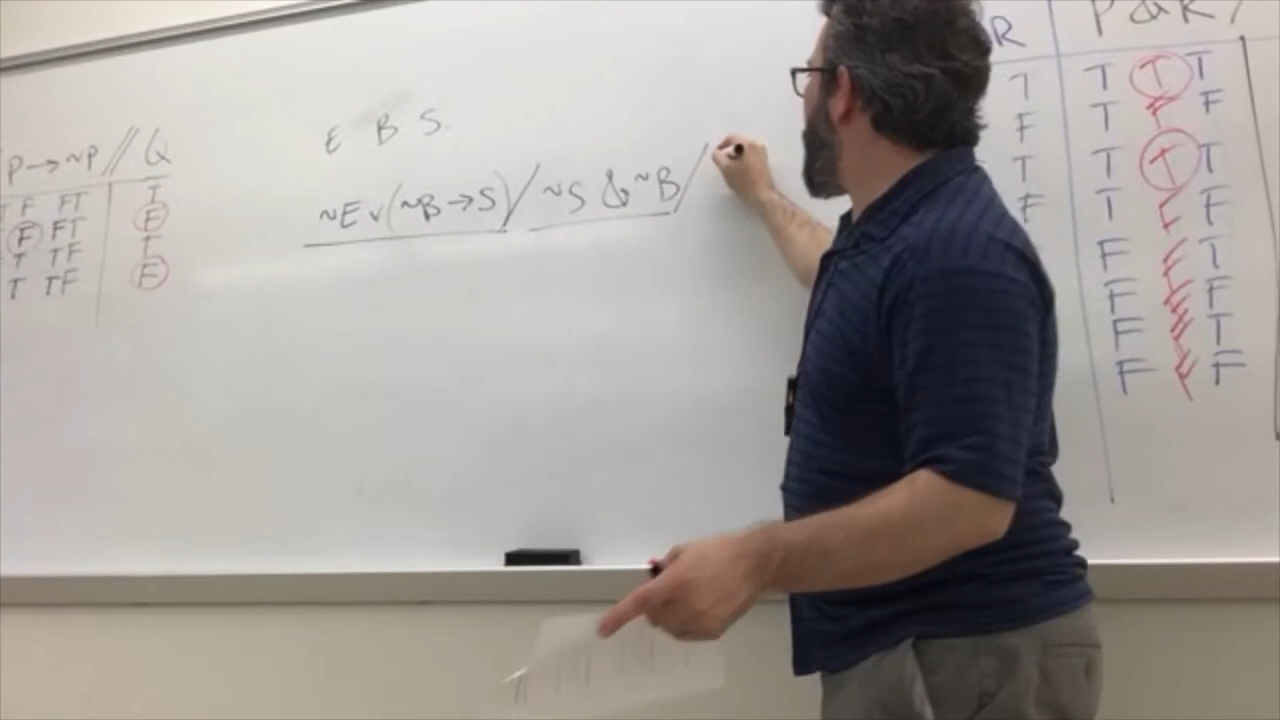 P→~P // Q
T
F FT F
F FT T
T TF F
T TF
E B S.
~E v (~B→S) / ~S & ~B /
R P & R /
T T T T
F T F F
T T T T
F T F F
F F T
F F F
F F T
F F F